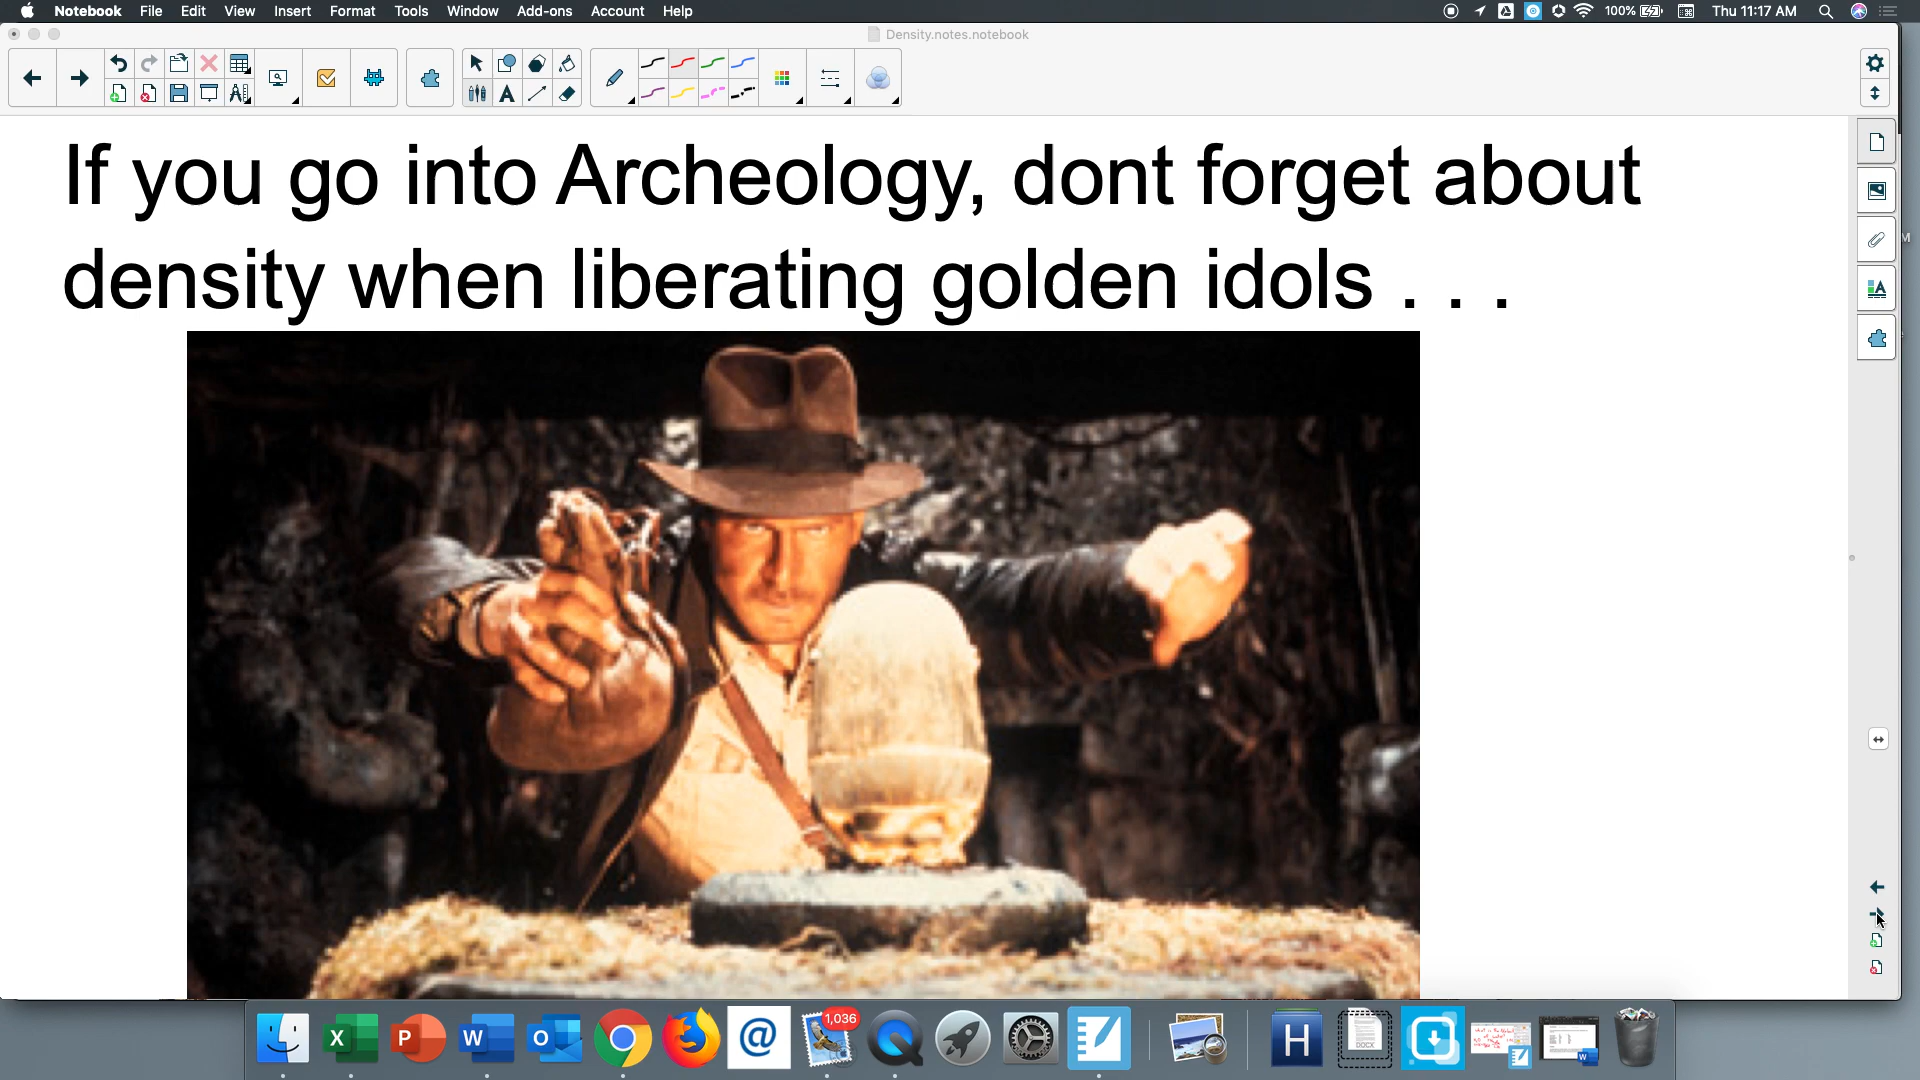 Notebook File Edit View Insert Format Tools Window Add-ons Account Help 100% Thu 11:17 AM
Density.notes.notebook
If you go into Archeology, dont forget about
density when liberating golden idols . . .
1,036
DOCX